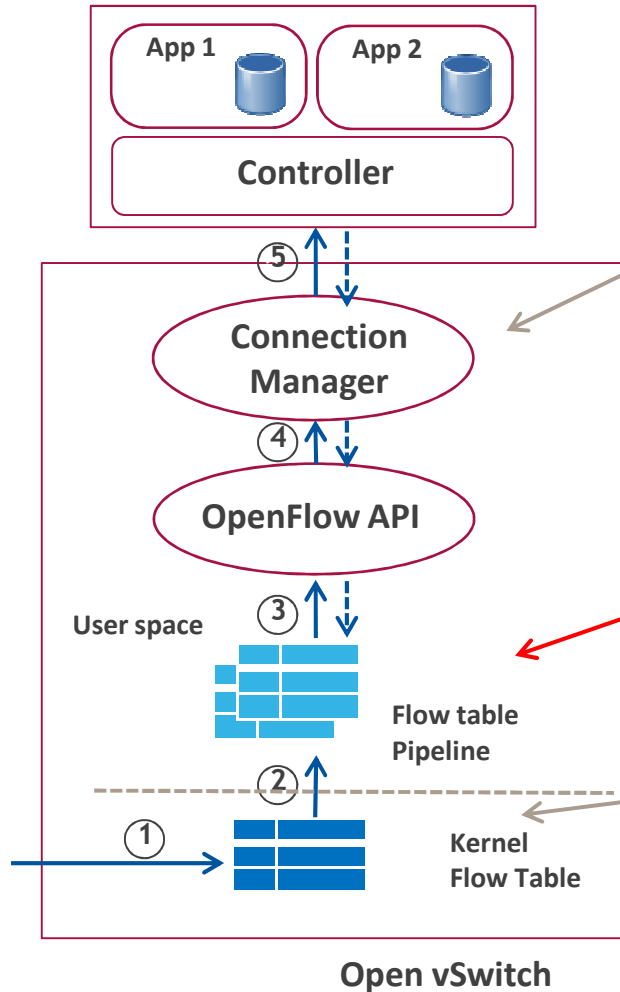 App 1
App 2
Controller
5
Connection
Manager
4
OpenFlow API
3
User space
Flow table
Pipeline
2
1
Kernel
Flow Table
Open vSwitch